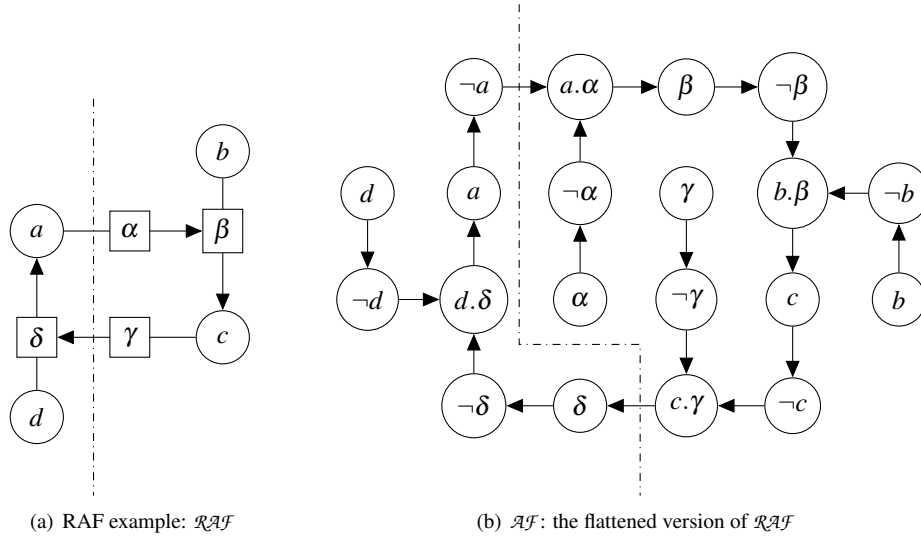 ¬a a.α β ¬β
b
d a ¬α γ b.β ¬b
a α β
¬d d.δ α ¬γ c b
δ γ c
¬δ δ c.γ ¬c
d
(a) RAF example: RAF
(b) AF: the flattened version of RAF